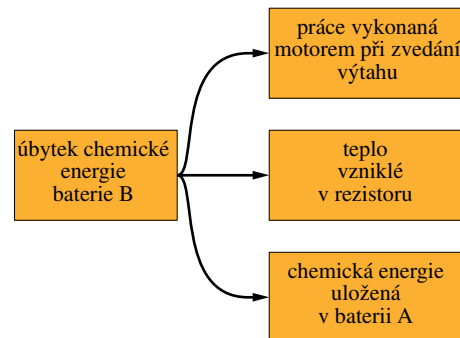 práce vykonaná
motorem při zvedání
výtahu
úbytek chemické
energie
baterie B
teplo
vzniklé
v rezistoru
chemická energie
uložená
v baterii A